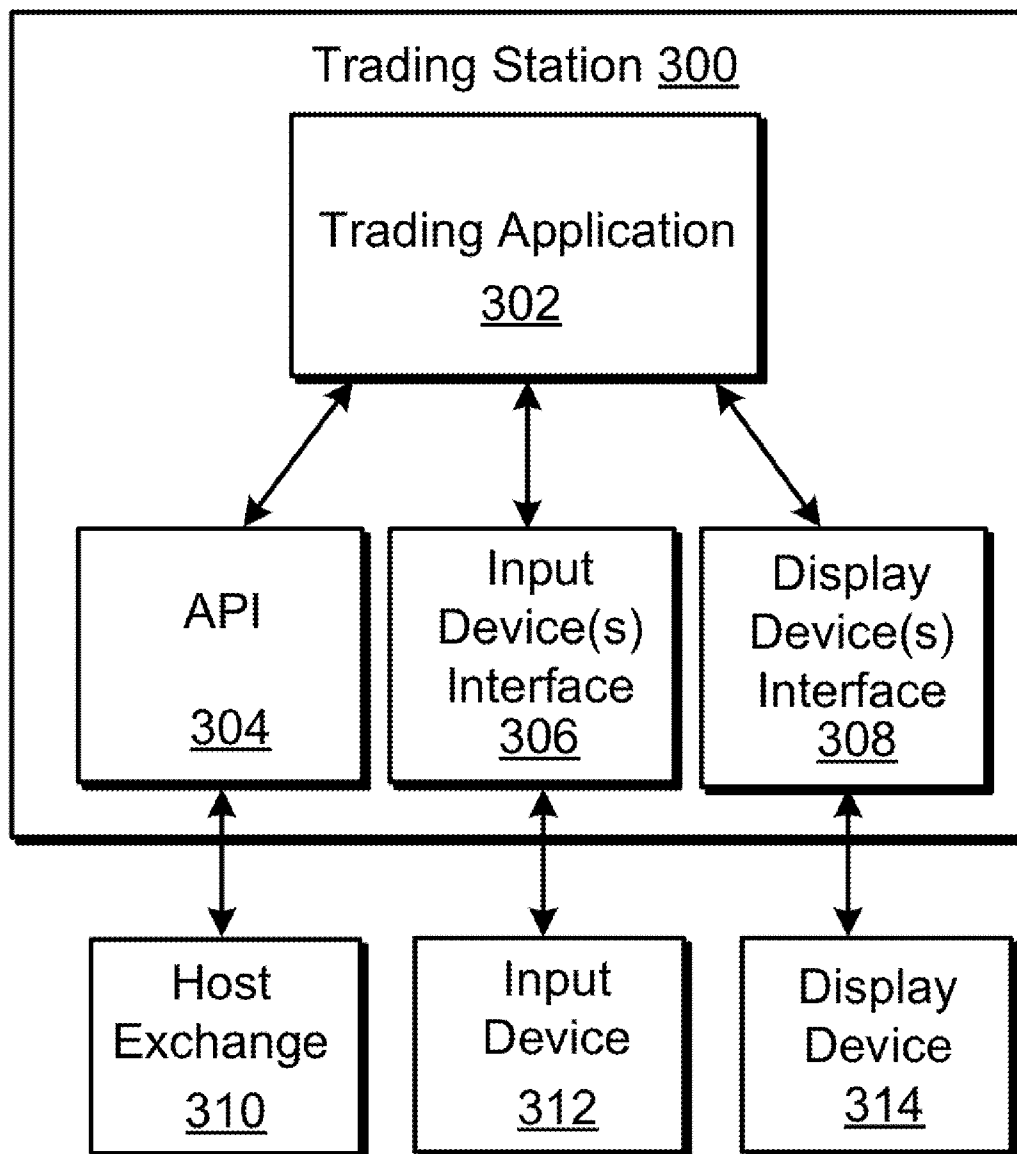 Trading Station 300
Trading Application
302
API
304
Input
Device(s)
Interface
306
Display
Device(s)
Interface
308
Host
Exchange
310
Input
Device
312
Display
Device
314